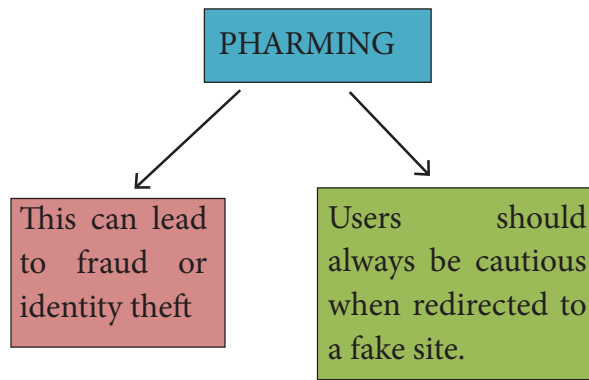 PHARMING
This can lead
to fraud or
identity theft
Users should
always be cautious
when redirected to
a fake site.